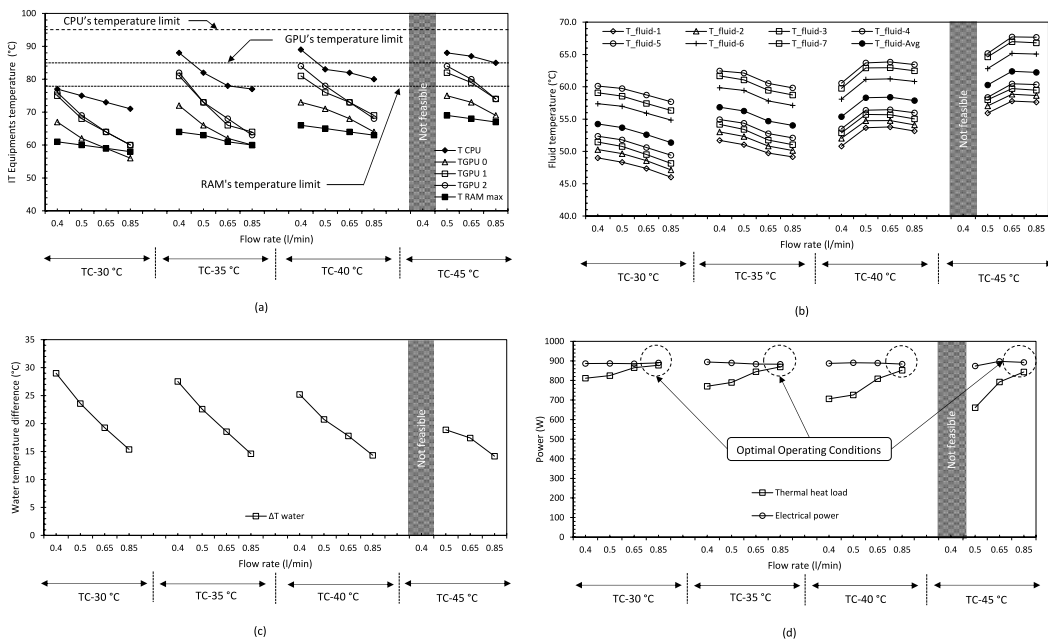 CPU's temperature limit
GPU's temperature limit
RAM's temperature limit
IT Equipments temperature (°C)
100
90
80
70
60
50
40
Not feasible
T CPU
TGPU 0
TGPU 1
TGPU 2
T RAM max
0.4 0.5 0.65 0.85 0.4 0.5 0.65 0.85 0.4 0.5 0.65 0.85 0.4 0.5 0.65 0.85
Flow rate (l/min)
TC-30 °C TC-35 °C TC-40 °C TC-45 °C
(a)
Fluid temperature (°C)
70.0
65.0
60.0
55.0
50.0
45.0
40.0
T_fluid-1 T_fluid-2 T_fluid-3 T_fluid-4
T_fluid-5 T_fluid-6 T_fluid-7 T_fluid-Avg
Not feasible
0.4 0.5 0.65 0.85 0.4 0.5 0.65 0.85 0.4 0.5 0.65 0.85 0.4 0.5 0.65 0.85
Flow rate (l/min)
TC-30 °C TC-35 °C TC-40 °C TC-45 °C
(b)
Water temperature difference (°C)
35
30
25
20
15
10
5
0
Not feasible
ΔT water
0.4 0.5 0.65 0.85 0.4 0.5 0.65 0.85 0.4 0.5 0.65 0.85 0.4 0.5 0.65 0.85
Flow rate (l/min)
TC-30 °C TC-35 °C TC-40 °C TC-45 °C
(c)
Power (W)
1000
900
800
700
600
500
400
300
200
100
0
Not feasible
Optimal Operating Conditions
Thermal heat load
Electrical power
0.4 0.5 0.65 0.85 0.4 0.5 0.65 0.85 0.4 0.5 0.65 0.85 0.4 0.5 0.65 0.85
Flow rate (l/min)
TC-30 °C TC-35 °C TC-40 °C TC-45 °C
(d)